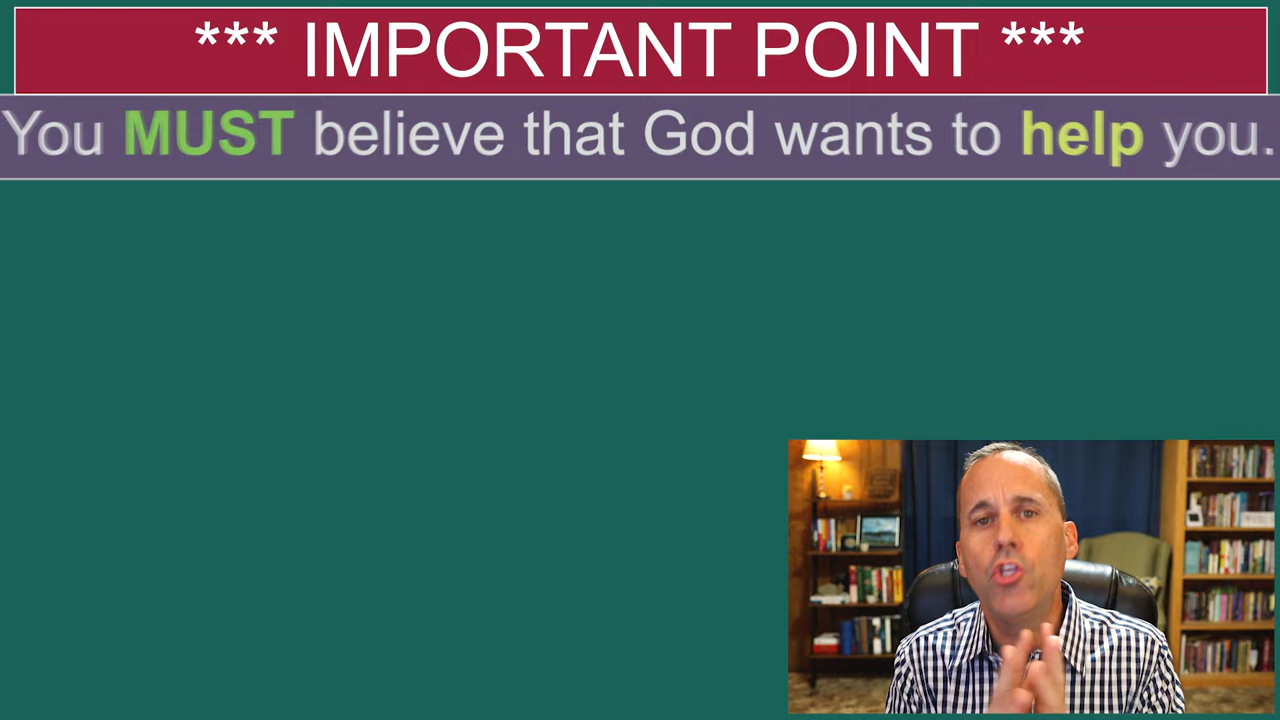 *** IMPORTANT POINT ***
You MUST believe that God wants to help you.